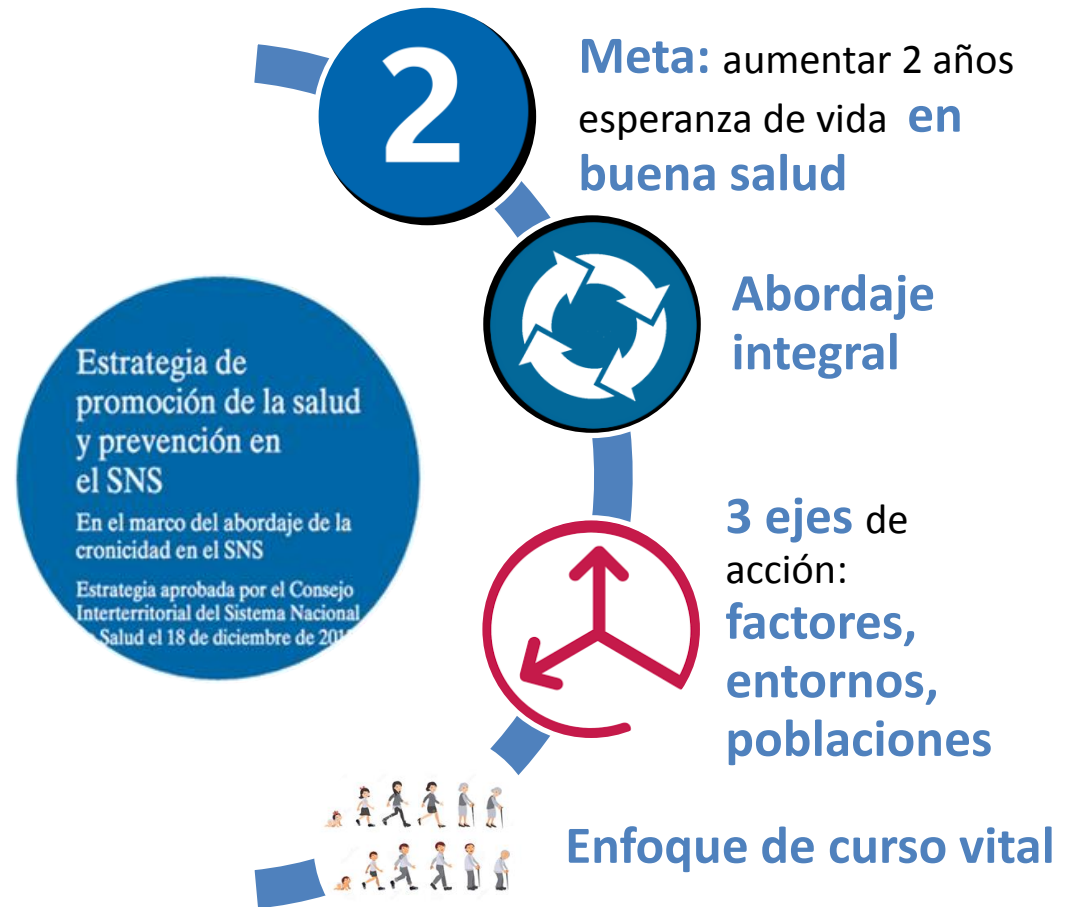 2
Meta: aumentar 2 años
esperanza de vida en
buena salud
Abordaje
integral
Estrategia de
promoción de la salud
y prevención en
el SNS
En el marco del abordaje de la
cronicidad en el SNS
Estrategia aprobada por el Consejo
Interterritorial del Sistema Nacional
Salud el 18 de diciembre de
3 ejes de
acción:
factores,
entornos,
poblaciones
Enfoque de curso vital